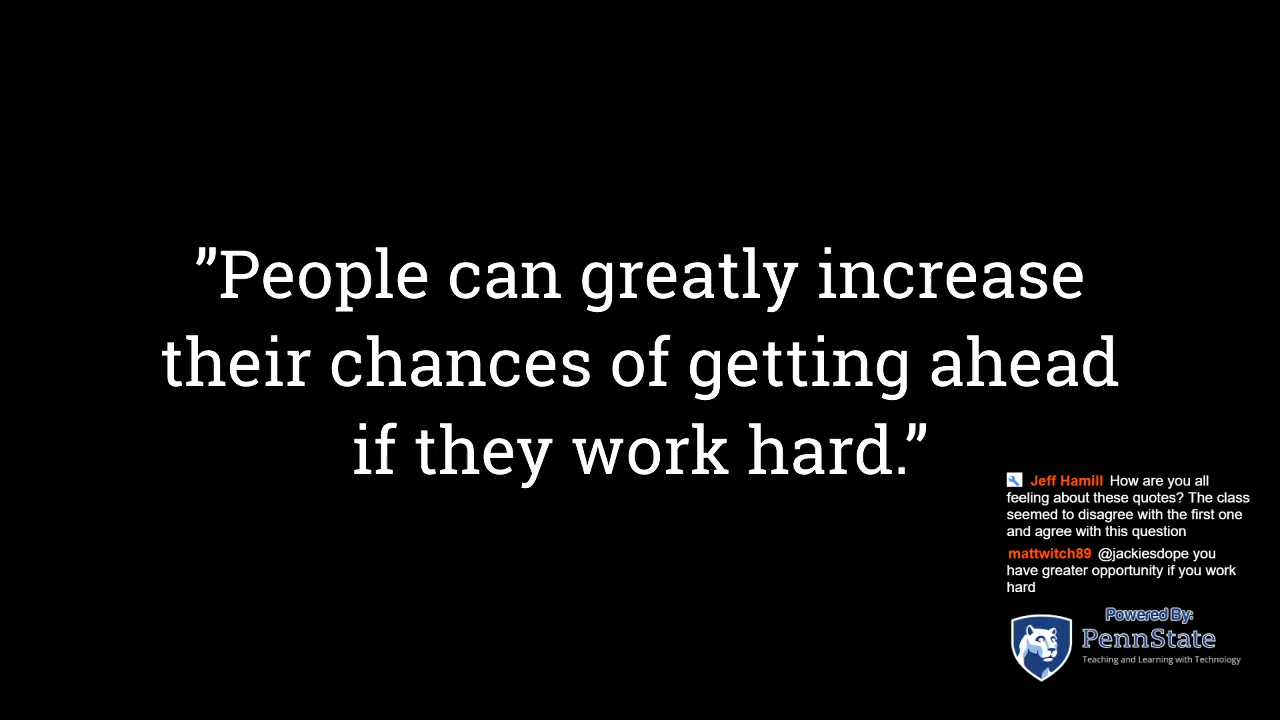 ”People can greatly increase
their chances of getting ahead
if they work hard.”
Jeff Hamill How are you all
feeling about these quotes? The class
seemed to disagree with the first one
and agree with this question
mattwitch89 @jackiesdope you
have greater opportunity if you work
hard
Powered By:
PennState
Teaching and Learning with Technology